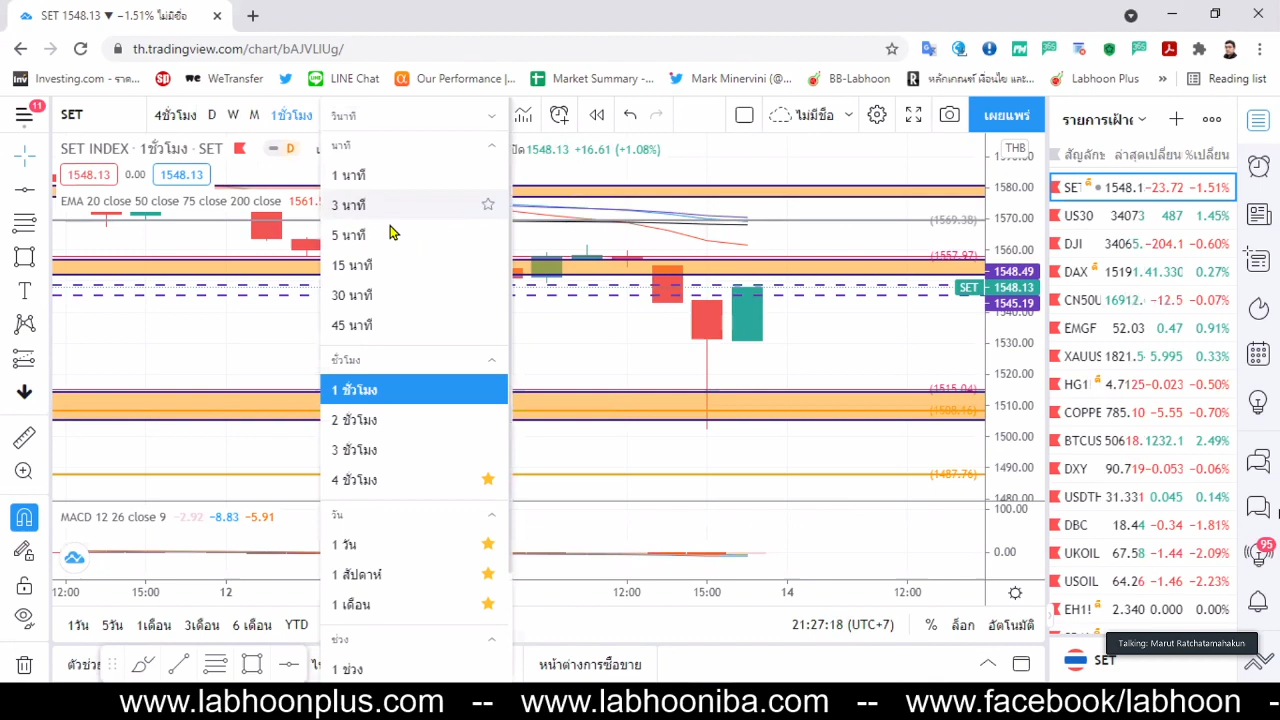 SET 1548.13 ▼ −1.51% ไม่มีชื่อ
th.tradingview.com/chart/bAJVLIUg/
Investing.com - ราค...
WeTransfer
LINE Chat
Our Performance |...
Market Summary -...
Mark Minervini (@...
BB-Labhoon
หลักเกณฑ์ เงื่อนไข และ...
Labhoon Plus
»
Reading list
11
SET
4ชั่วโมง D W M 1ชั่วโมง
ไม่มีชื่อ
เผยแพร่
SET INDEX · 1ชั่วโมง · SET
D
1548.13 +16.61 (+1.08%)
1548.13 0.00 1548.13
EMA 20 close 50 close 75 close 200 close
วินาที
นาที
1 นาที
3 นาที
5 นาที
15 นาที
30 นาที
45 นาที
ชั่วโมง
1 ชั่วโมง
2 ชั่วโมง
3 ชั่วโมง
4 ชั่วโมง
วัน
1 วัน
1 สัปดาห์
1 เดือน
ช่วง
1 ช่วง
THB
1580.00
(1569.38)
1570.00
1560.00
(1557.97)
1548.49
SET 1548.13
1545.19
1530.00
1520.00
(1515.04)
1510.00
1500.00
1490.00
(1487.76)
1480.00
MACD 12 26 close 9 −2.92 −8.83 −5.91
100.00
0.00
12:00 15:00 12 12:00 15:00 14 12:00
1วัน 5วัน 1เดือน 3เดือน 6 เดือน YTD
21:27:18 (UTC+7) % ล็อก อัตโนมัติ
หน้าต่างการซื้อขาย
รายการเฝ้า
ล่าสุด เปลี่ยน %เปลี่ยน
SET 1548.1 -23.72 -1.51%
US30 34073 487 1.45%
DJI 34065. -204.1 -0.60%
DAX 15191. 41.330 0.27%
CN50U 16912. -12.5 -0.07%
EMGF 52.03 0.47 0.91%
XAUUS 1821.5 5.995 0.33%
HG1! 4.7125 -0.023 -0.50%
COPPE 785.10 -5.55 -0.70%
BTCUS 50618. 1232.1 2.49%
DXY 90.719 -0.053 -0.06%
USDTH 31.331 0.045 0.14%
DBC 18.44 -0.34 -1.81%
UKOIL 67.58 -1.44 -2.09%
USOIL 64.26 -1.46 -2.23%
EH1! 2.340 0.000 0.00%
95
Talking: Marut Ratchatamahakun
SET
www.labhoonplus.com -- www.labhooniba.com -- www.facebook/labhoon -